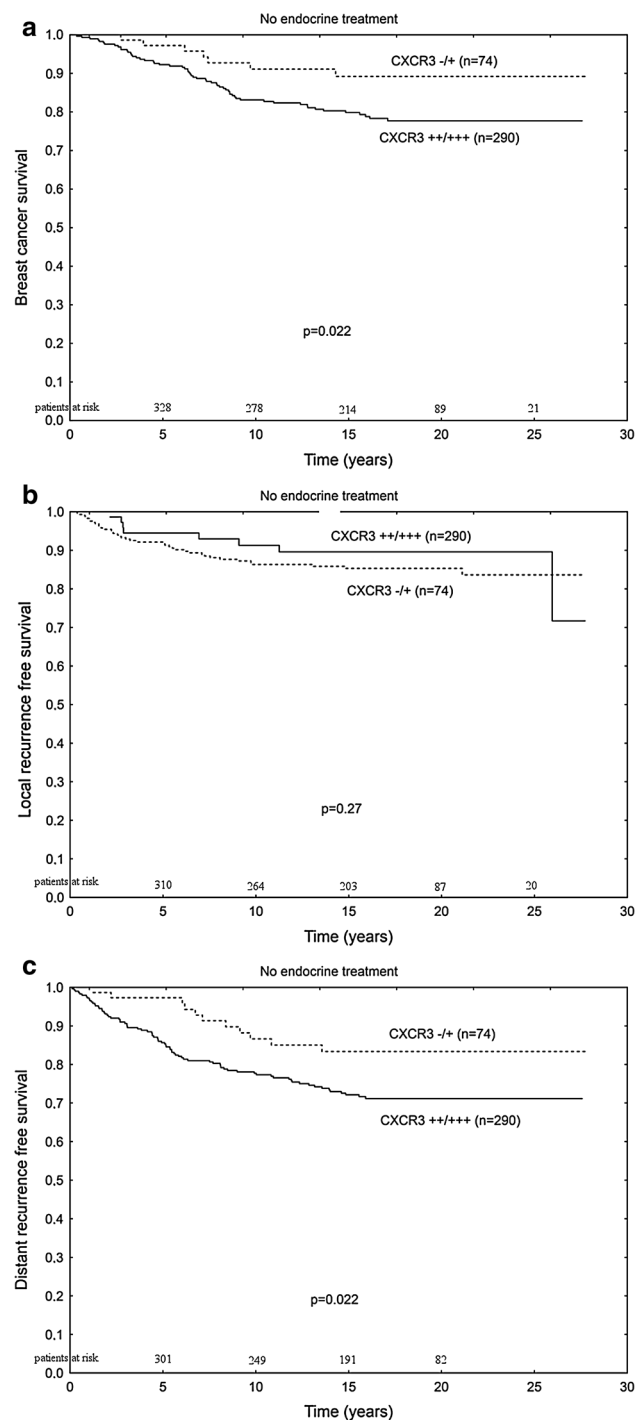 a
No endocrine treatment
1.0
0.9
0.8
0.7
0.6
0.5
0.4
0.3
0.2
0.1
0.0
Breast cancer survival
CXCR3 -/+ (n=74)
CXCR3 ++/+++ (n=290)
p=0.022
patients at risk 328 278 214 89 21
0 5 10 15 20 25 30
Time (years)
b
No endocrine treatment
1.0
0.9
0.8
0.7
0.6
0.5
0.4
0.3
0.2
0.1
0.0
Local recurrence free survival
CXCR3 ++/+++ (n=290)
CXCR3 -/+ (n=74)
p=0.27
patients at risk 310 264 203 87 20
0 5 10 15 20 25 30
Time (years)
c
No endocrine treatment
1.0
0.9
0.8
0.7
0.6
0.5
0.4
0.3
0.2
0.1
0.0
Distant recurrence free survival
CXCR3 -/+ (n=74)
CXCR3 ++/+++ (n=290)
p=0.022
patients at risk 301 249 191 82
0 5 10 15 20 25 30
Time (years)